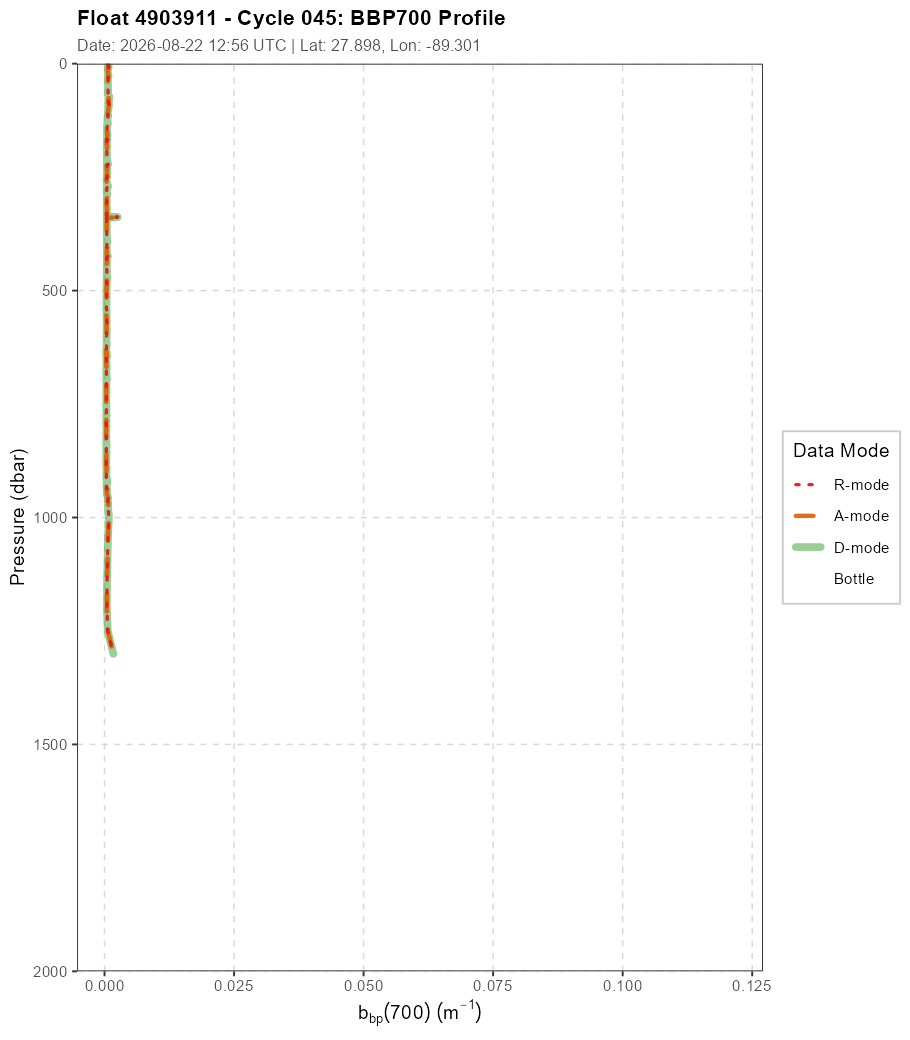 Float 4903911 - Cycle 045: BBP700 Profile
Date: 2026-08-22 12:56 UTC | Lat: 27.898, Lon: -89.301
0
500
1000
1500
2000
Pressure (dbar)
0.000 0.025 0.050 0.075 0.100 0.125
b_bp(700) (m⁻¹)
Data Mode
R-mode
A-mode
D-mode
Bottle